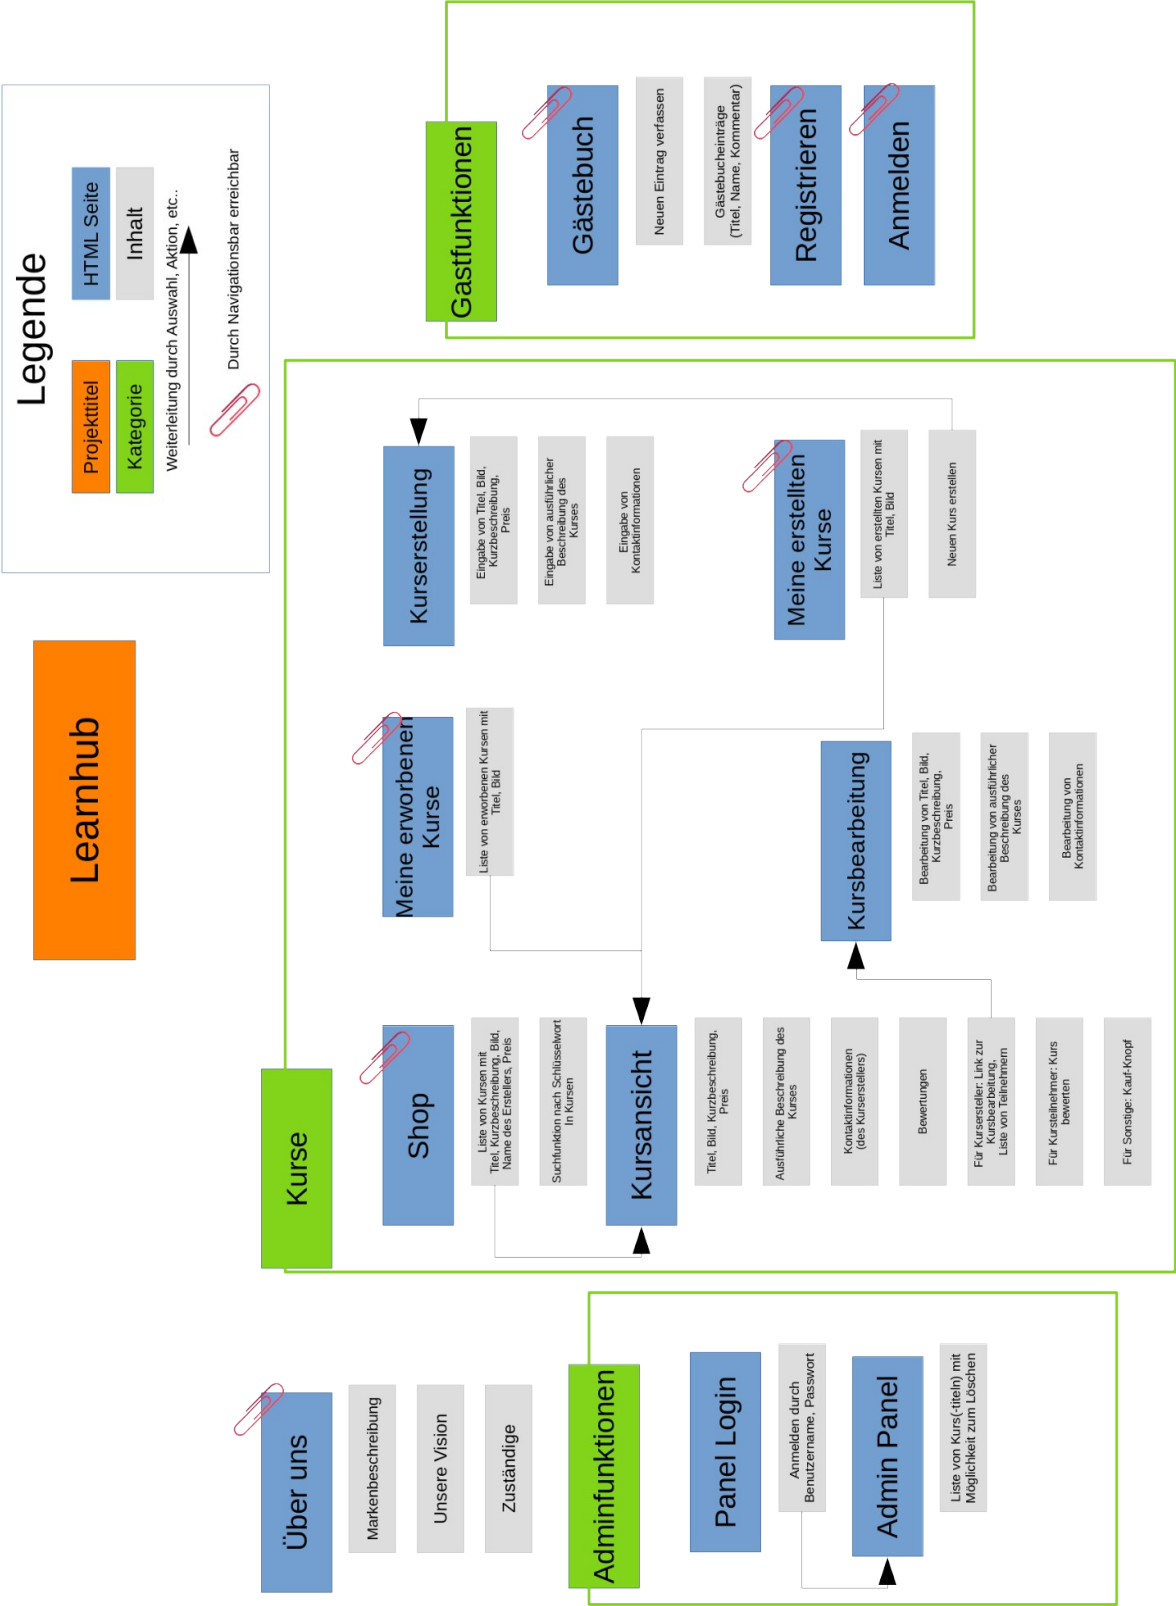 Learnhub
Legende
Projekttitel
HTML Seite
Kategorie
Inhalt
Weiterleitung durch Auswahl, Aktion, etc..
Durch Navigationsbar erreichbar
Über uns
Markenbeschreibung
Unsere Vision
Zuständige
Adminfunktionen
Panel Login
Anmelden durch
Benutzername, Passwort
Admin Panel
Liste von Kurs(-titeln) mit
Möglichkeit zum Löschen
Kurse
Shop
Liste von Kursen mit
Titel, Kurzbeschreibung, Bild,
Name des Erstellers, Preis
Suchfunktion nach Schlüsselwort
In Kursen
Kursansicht
Titel, Bild, Kurzbeschreibung,
Preis
Ausführliche Beschreibung des
Kurses
Kontaktinformationen
(des Kurserstellers)
Bewertungen
Für Kursersteller: Link zur
Kursbearbeitung,
Liste von Teilnehmern
Für Kursteilnehmer: Kurs
bewerten
Für Sonstige: Kauf-Knopf
Meine erworbenen
Kurse
Liste von erworbenen Kursen mit
Titel, Bild
Kursbearbeitung
Bearbeitung von Titel, Bild,
Kurzbeschreibung,
Preis
Bearbeitung von ausführlicher
Beschreibung des
Kurses
Bearbeitung von
Kontaktinformationen
Kurserstellung
Eingabe von Titel, Bild,
Kurzbeschreibung,
Preis
Eingabe von ausführlicher
Beschreibung des
Kurses
Eingabe von
Kontaktinformationen
Meine erstellten
Kurse
Liste von erstellten Kursen mit
Titel, Bild
Neuen Kurs erstellen
Gastfunktionen
Gästebuch
Neuen Eintrag verfassen
Gästebucheinträge
(Titel, Name, Kommentar)
Registrieren
Anmelden